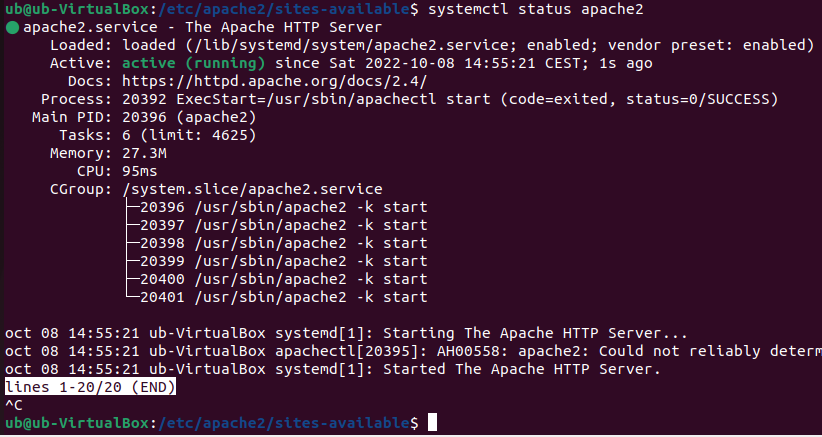 ub@ub-VirtualBox:/etc/apache2/sites-available$ systemctl status apache2
● apache2.service - The Apache HTTP Server
     Loaded: loaded (/lib/systemd/system/apache2.service; enabled; vendor preset: enabled)
     Active: active (running) since Sat 2022-10-08 14:55:21 CEST; 1s ago
       Docs: https://httpd.apache.org/docs/2.4/
    Process: 20392 ExecStart=/usr/sbin/apachectl start (code=exited, status=0/SUCCESS)
   Main PID: 20396 (apache2)
      Tasks: 6 (limit: 4625)
     Memory: 27.3M
        CPU: 95ms
     CGroup: /system.slice/apache2.service
             ├─20396 /usr/sbin/apache2 -k start
             ├─20397 /usr/sbin/apache2 -k start
             ├─20398 /usr/sbin/apache2 -k start
             ├─20399 /usr/sbin/apache2 -k start
             ├─20400 /usr/sbin/apache2 -k start
             └─20401 /usr/sbin/apache2 -k start

oct 08 14:55:21 ub-VirtualBox systemd[1]: Starting The Apache HTTP Server...
oct 08 14:55:21 ub-VirtualBox apachectl[20395]: AH00558: apache2: Could not reliably determ
oct 08 14:55:21 ub-VirtualBox systemd[1]: Started The Apache HTTP Server.
lines 1-20/20 (END)
^C
ub@ub-VirtualBox:/etc/apache2/sites-available$